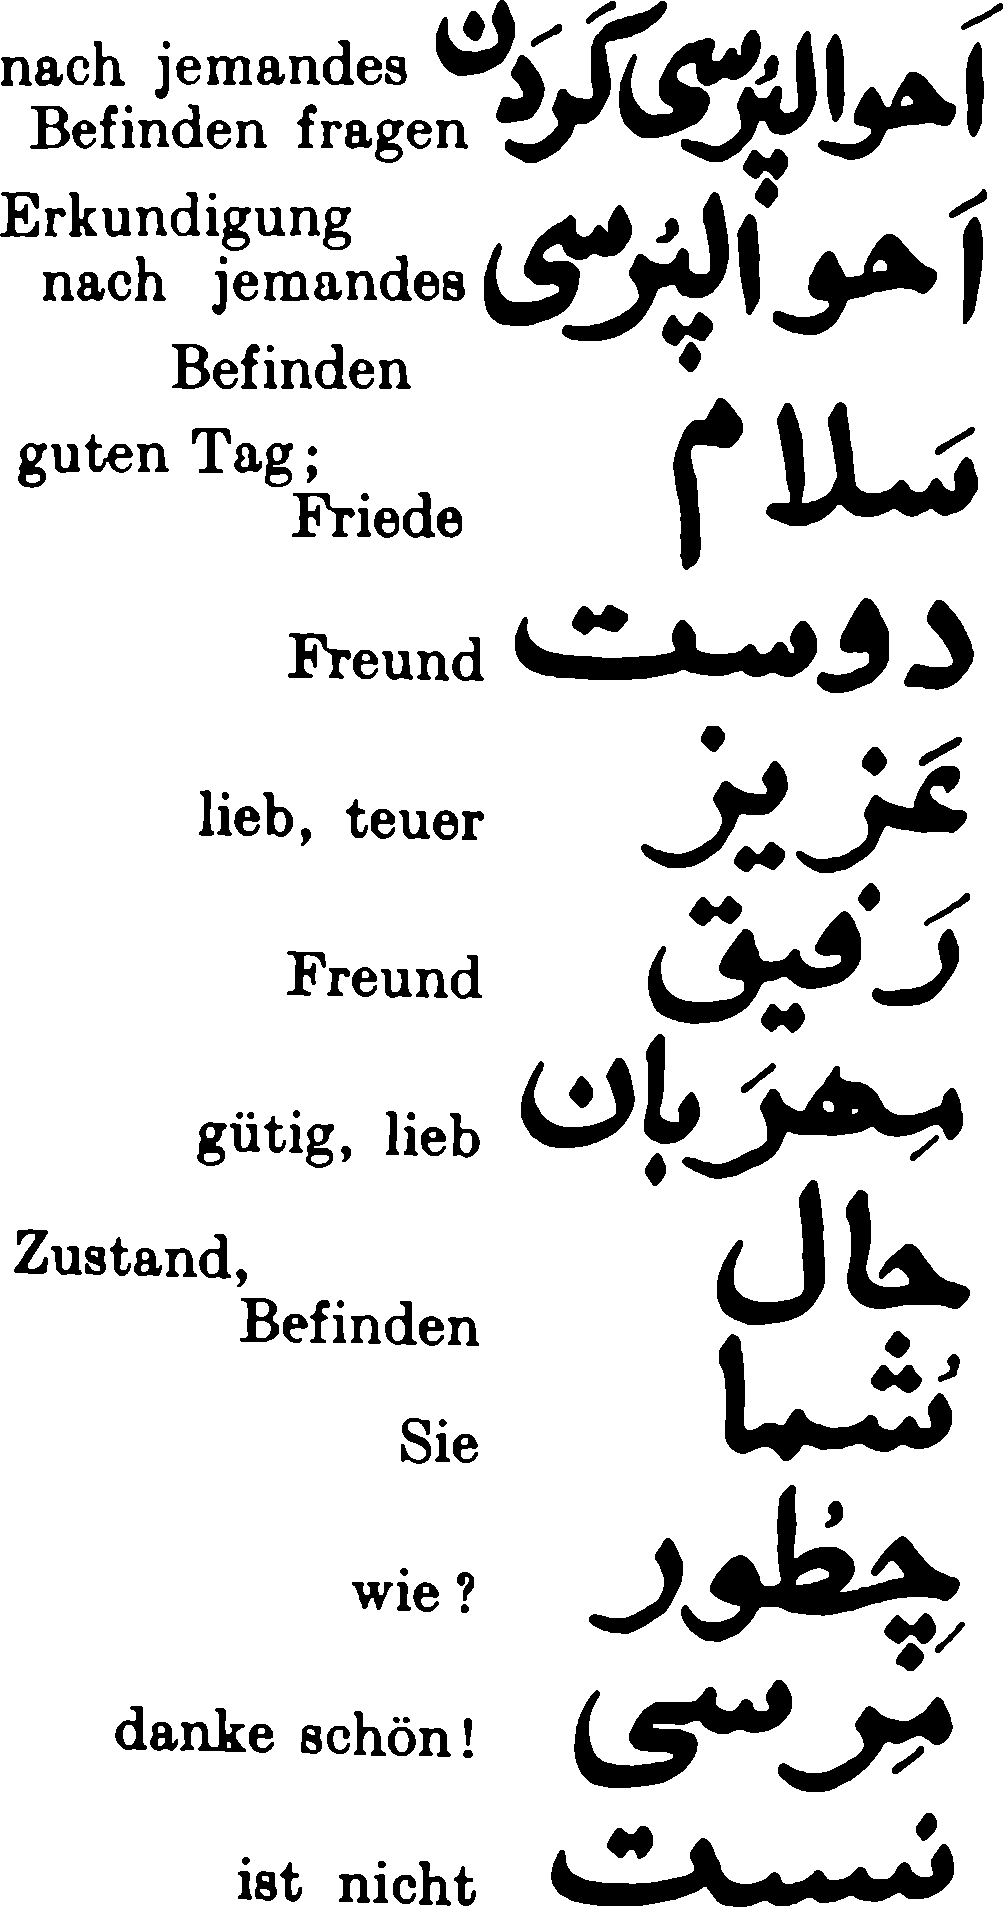 nach jemandes اَحوالپُرسی کَردَن
Befinden fragen
Erkundigung اَحوالپُرسی
nach jemandes
Befinden
guten Tag; سَلام
Friede
Freund دوست
lieb, teuer عَزیز
Freund رَفیق
gütig, lieb مِهرَبان
Zustand, حال
Befinden
Sie شُما
wie? چِطُور
danke schön! مِرسی
ist nicht نیست